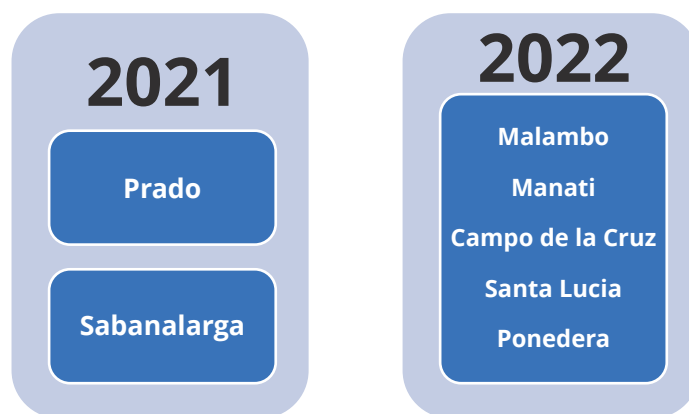 2021
Prado
Sabanalarga
2022
Malambo
Manati
Campo de la Cruz
Santa Lucia
Ponedera